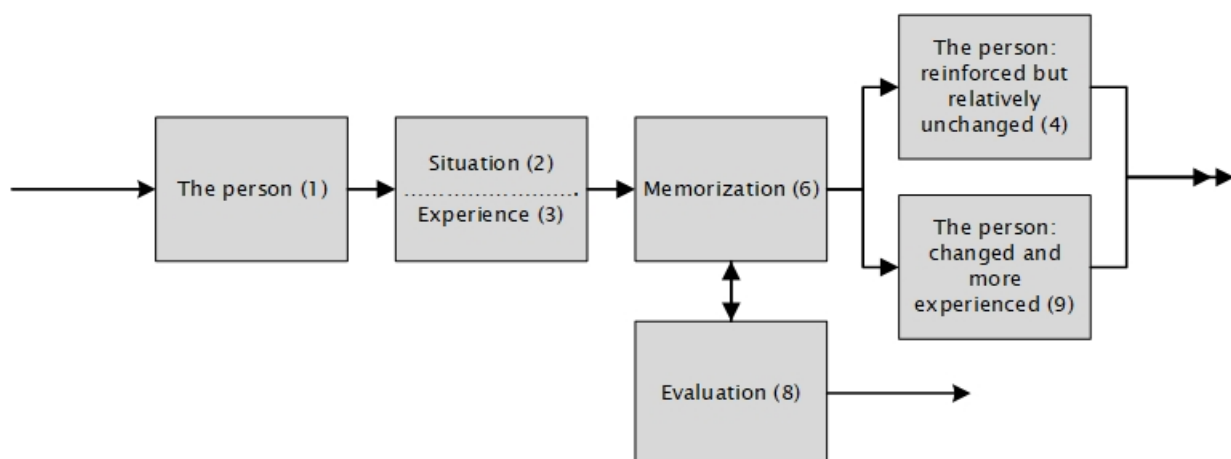 The person (1)
Situation (2)
........................
Experience (3)
Memorization (6)
The person:
reinforced but
relatively
unchanged (4)
The person:
changed and
more
experienced (9)
Evaluation (8)